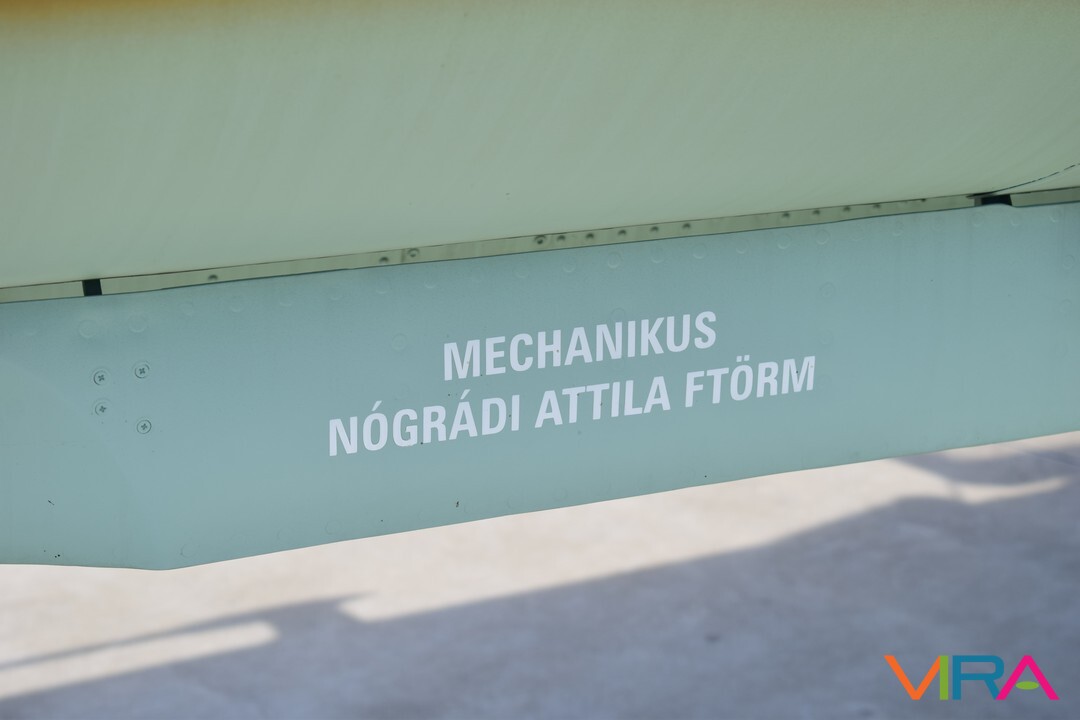 MECHANIKUS
NÓGRÁDI ATTILA FTÖRM
VIRA